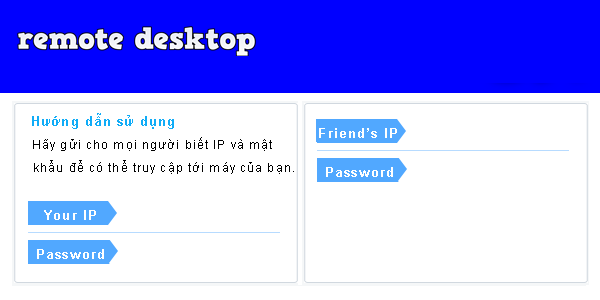 remote desktop
Hướng dẫn sử dụng
Hãy gửi cho mọi người biết IP và mật
khẩu để có thể truy cập tới máy của bạn.
Your IP
Password
Friend's IP
Password